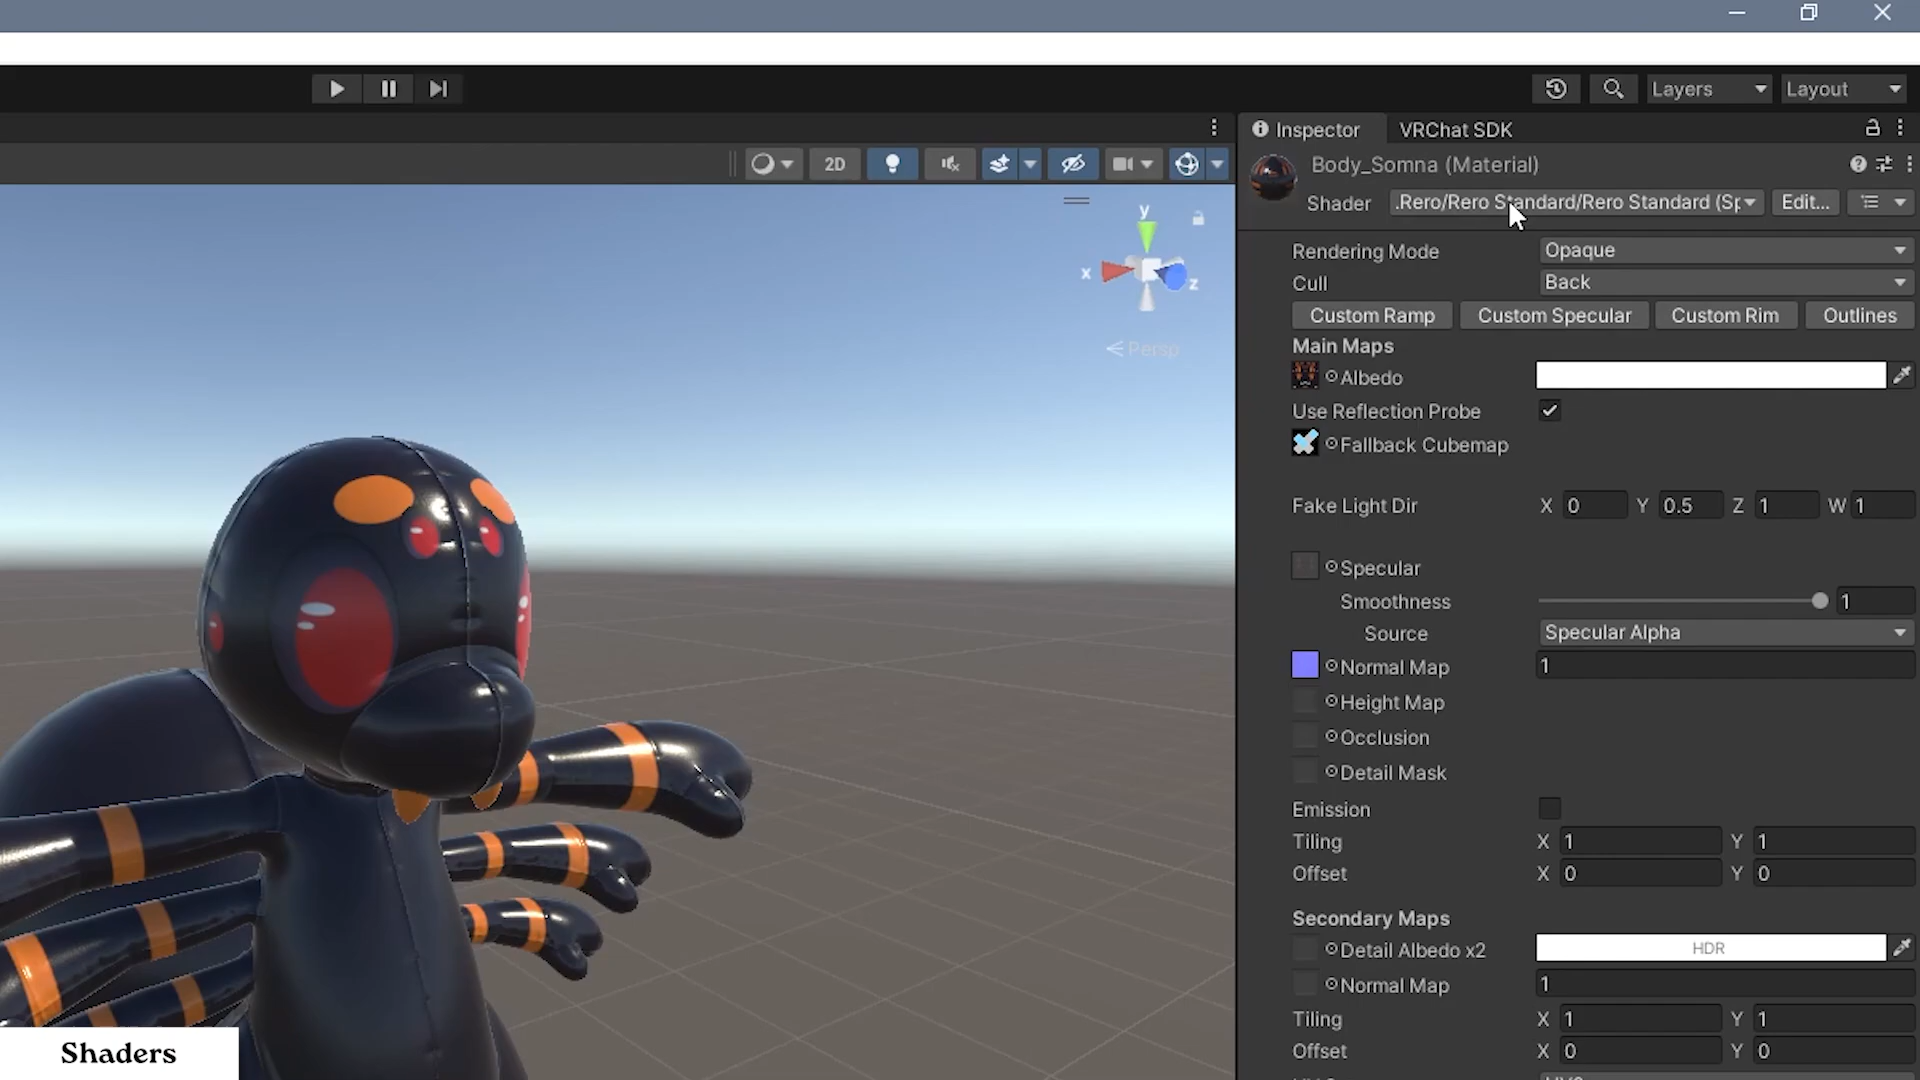 Layers
Layout
Inspector
VRChat SDK
2D
Body_Somna (Material)
Shader
.Rero/Rero Standard/Rero Standard (Sp
Edit...
y
x
z
Persp
Rendering Mode
Opaque
Cull
Back
Custom Ramp
Custom Specular
Custom Rim
Outlines
Main Maps
Albedo
Use Reflection Probe
Fallback Cubemap
Fake Light Dir
X 0 Y 0.5 Z 1 W 1
Specular
Smoothness
1
Source
Specular Alpha
Normal Map
1
Height Map
Occlusion
Detail Mask
Emission
Tiling
X 1 Y 1
Offset
X 0 Y 0
Secondary Maps
Detail Albedo x2
HDR
Normal Map
1
Tiling
X 1 Y 1
Offset
X 0 Y 0
Shaders